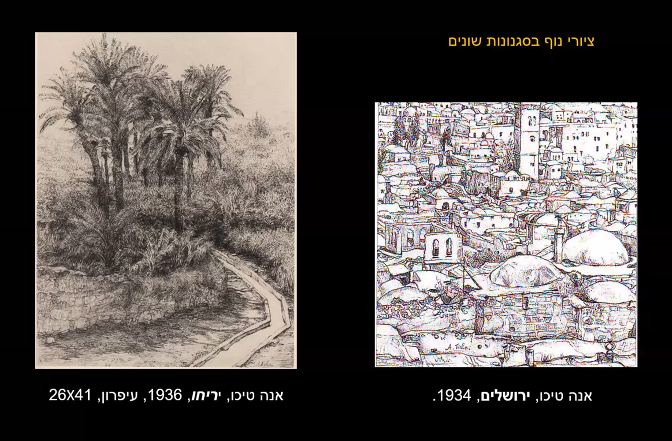 ציורי נוף בסגנונות שונים
אנה טיכו, ירושלים, 1934.
אנה טיכו, יריחו, 1936, עיפרון, 26x41